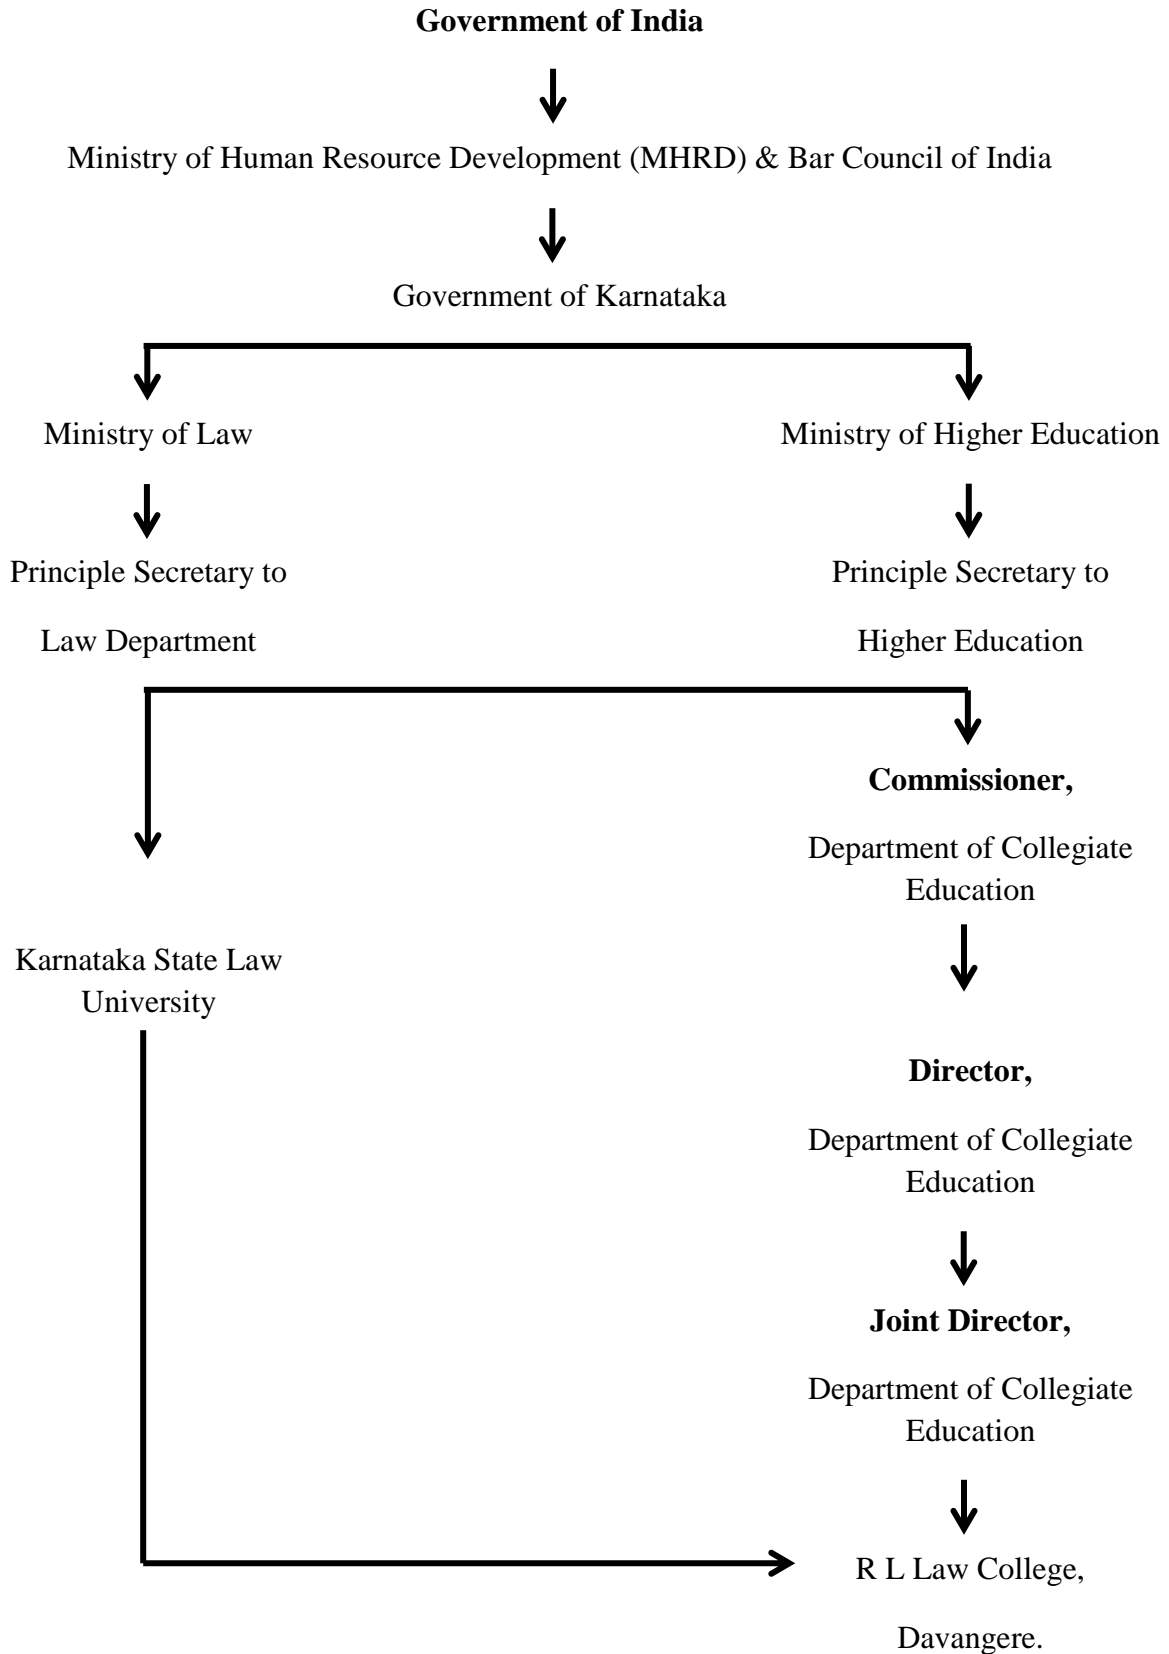 Government of India
Ministry of Human Resource Development (MHRD) & Bar Council of India
Government of Karnataka
Ministry of Law
Ministry of Higher Education
Principle Secretary to
Law Department
Principle Secretary to
Higher Education
Commissioner,
Department of Collegiate
Education
Karnataka State Law
University
Director,
Department of Collegiate
Education
Joint Director,
Department of Collegiate
Education
R L Law College,
Davangere.